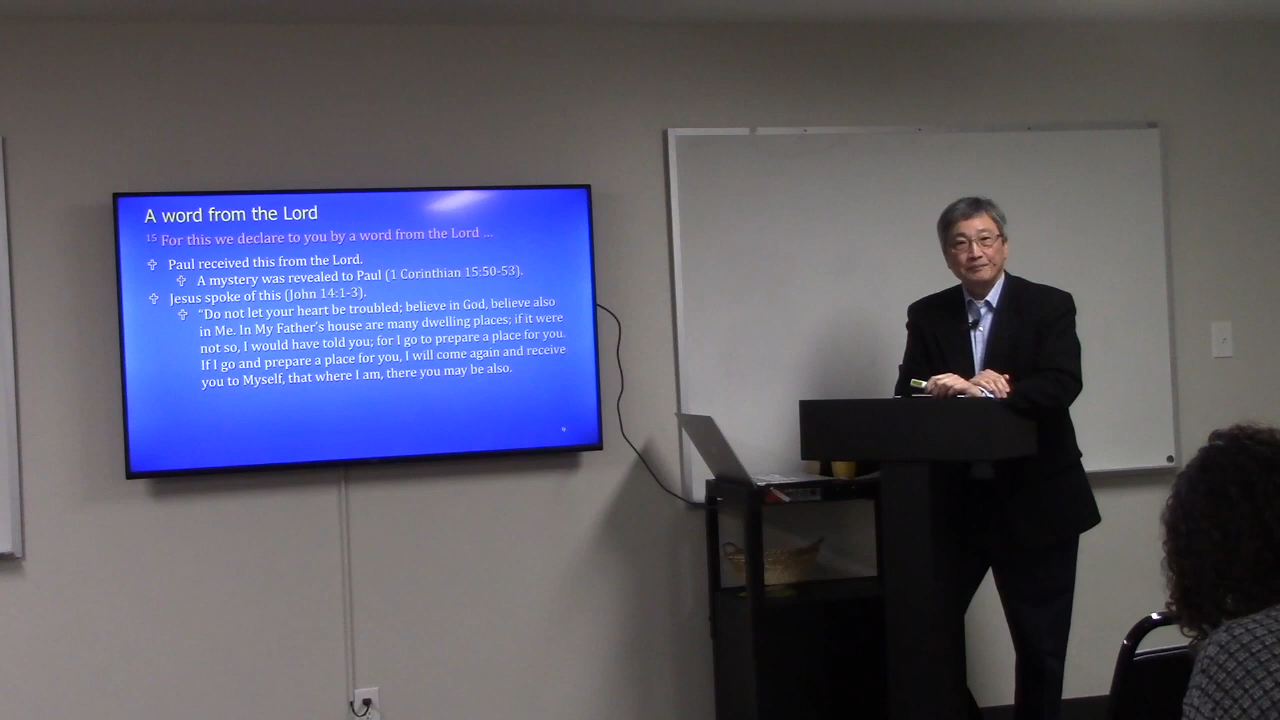 A word from the Lord
15 For this we declare to you by a word from the Lord ...
Paul received this from the Lord.
A mystery was revealed to Paul (1 Corinthian 15:50-53).
Jesus spoke of this (John 14:1-3).
"Do not let your heart be troubled; believe in God, believe also
in Me. In My Father's house are many dwelling places; if it were
not so, I would have told you; for I go to prepare a place for you.
If I go and prepare a place for you, I will come again and receive
you to Myself, that where I am, there you may be also.
9